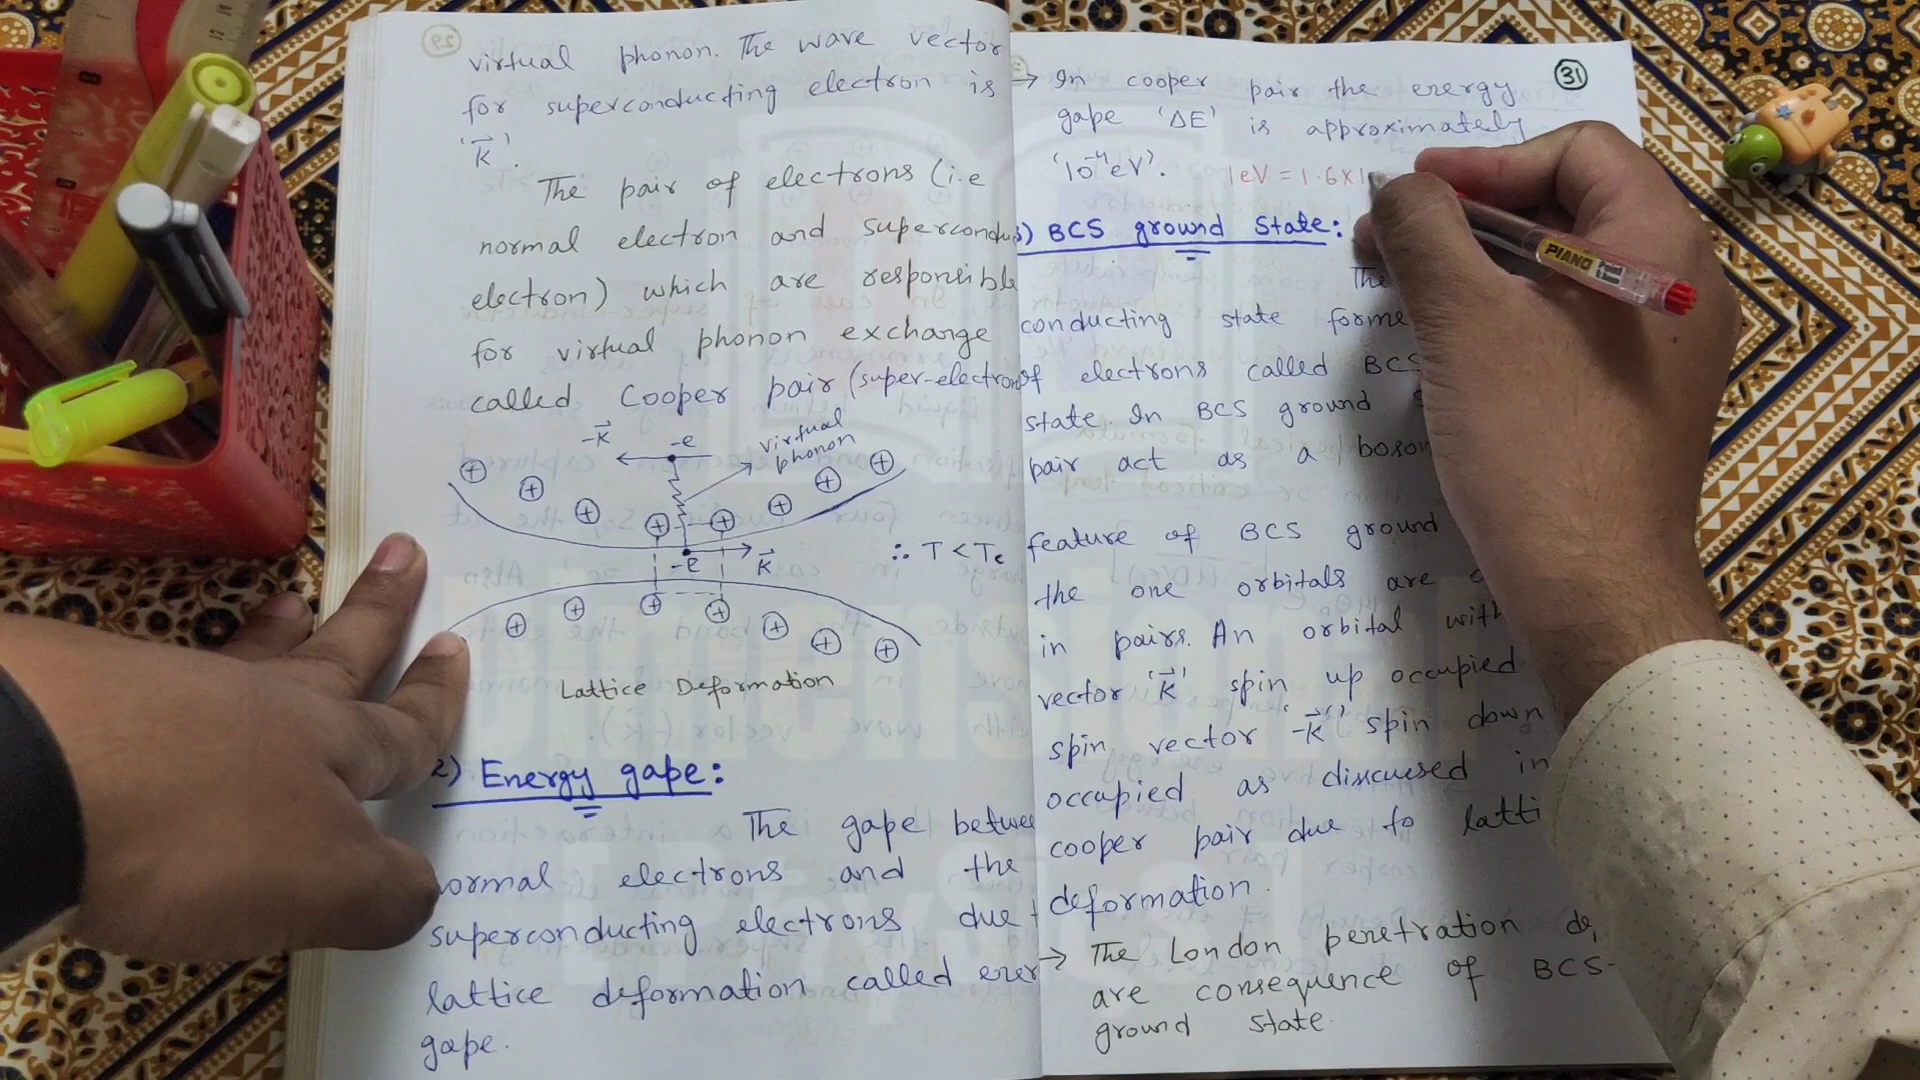 29
virtual phonon. The wave vector
for superconducting electron is
'k⃗'.
The pair of electrons (i.e
normal electron and supercondu
electron) which are responsible
for virtual phonon exchange
called Cooper pair (super-electron
-k⃗
-e
virtual
phonon
+ + + + + + + +
-e
k⃗
∴ T < Tc
+ + + + + + +
Lattice Deformation
2) Energy gape:
The gape betwee
normal electrons and the
superconducting electrons due t
lattice deformation called ener
gape.
31
→ In cooper pair the energy
gape 'ΔE' is approximately
'10⁻⁴eV'.
1eV = 1.6×1
3) BCS ground State:
The
conducting state forme
of electrons called BCS
state. In BCS ground
pair act as a boson
feature of BCS ground
the one orbitals are
in pairs. An orbital with
vector 'k⃗' spin up occupied
spin vector '-k⃗' spin down
occupied as discussed in
cooper pair due to latti
deformation.
→ The London penetration de
are consequence of BCS-
ground state.
Dimensional
Physics
PIANO